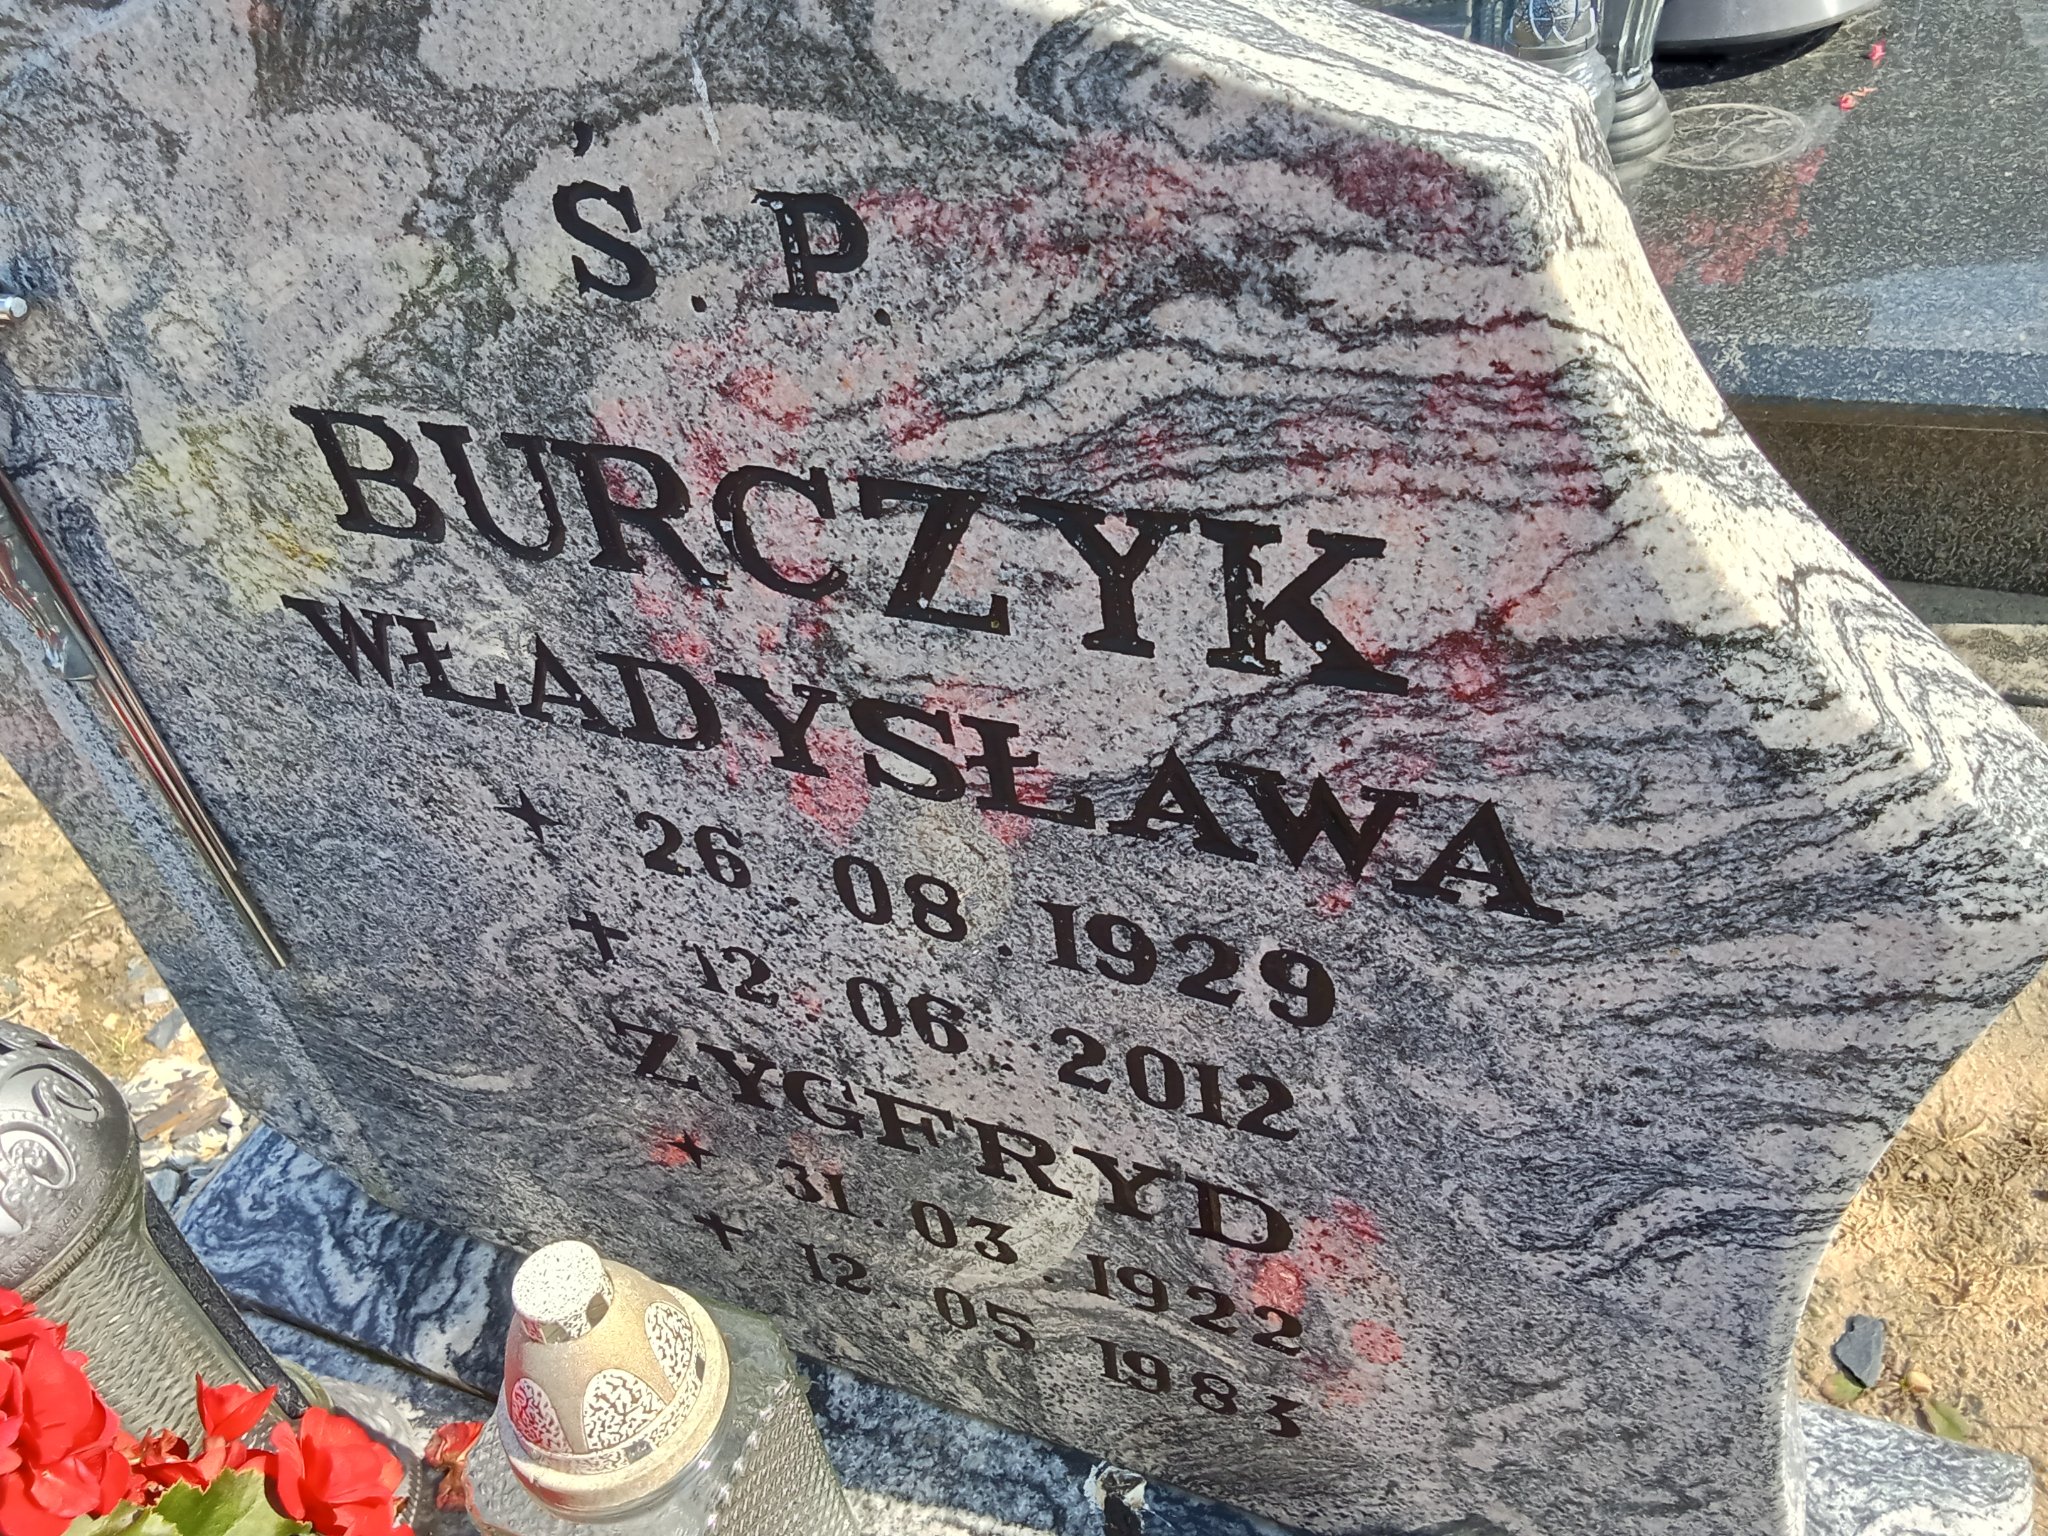 Ś.P.
BURCZYK
WŁADYSŁAWA
★ 26.08.1929
✝ 12.06.2012
ZYGFRYD
★ 31.03.1922
✝ 12.05.1983